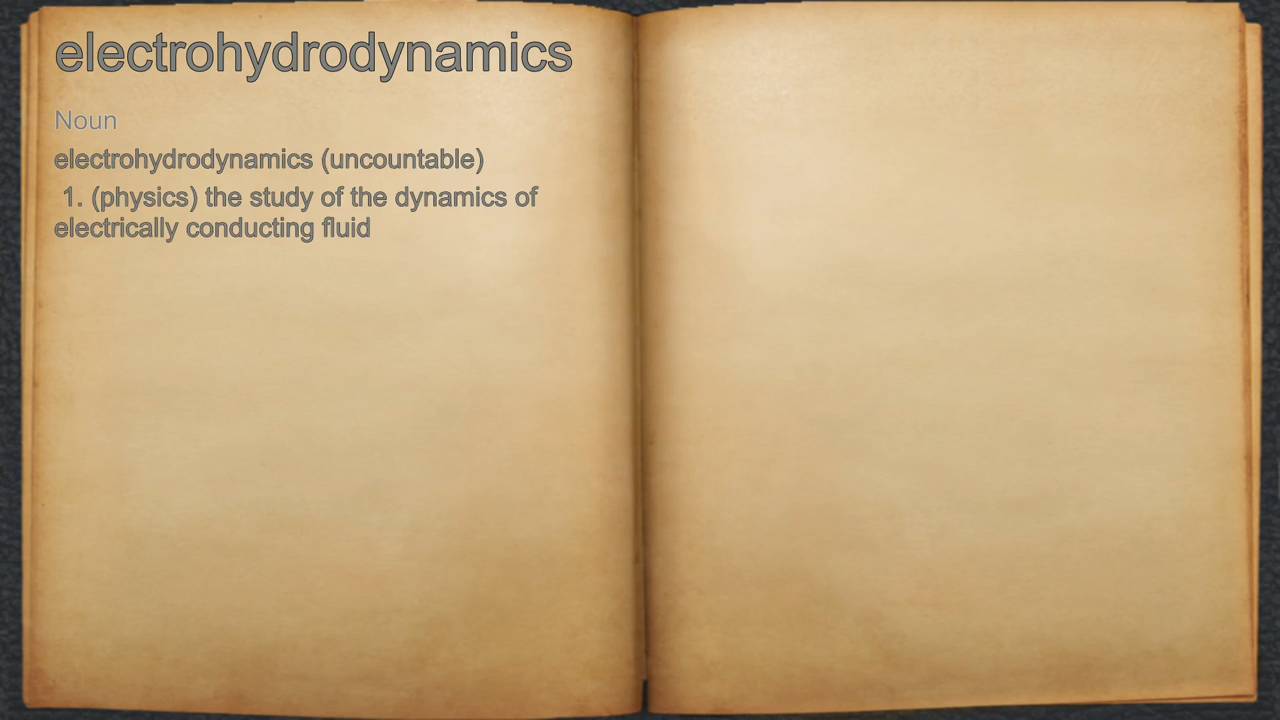 electrohydrodynamics
Noun
electrohydrodynamics (uncountable)
1. (physics) the study of the dynamics of
electrically conducting fluid